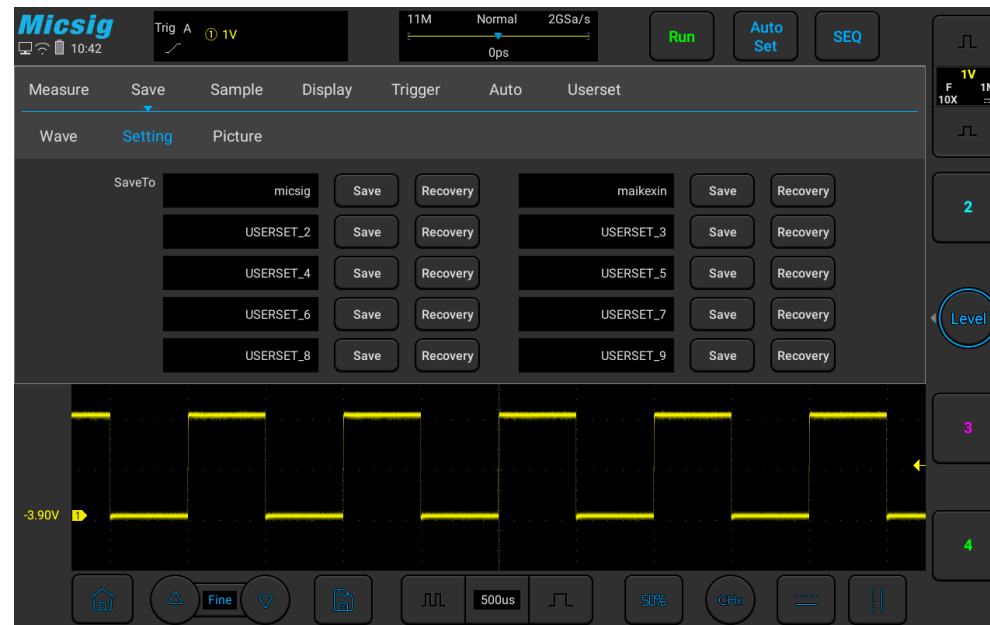 Micsig
10:42
Trig A
① 1V
11M Normal 2GSa/s
0ps
Run
Auto Set
SEQ
Measure Save Sample Display Trigger Auto Userset
Wave Setting Picture
SaveTo micsig Save Recovery maikexin Save Recovery
USERSET_2 Save Recovery USERSET_3 Save Recovery
USERSET_4 Save Recovery USERSET_5 Save Recovery
USERSET_6 Save Recovery USERSET_7 Save Recovery
USERSET_8 Save Recovery USERSET_9 Save Recovery
1V
F
10X
2
Level
3
-3.90V 1
4
Fine 500us 50% CHx